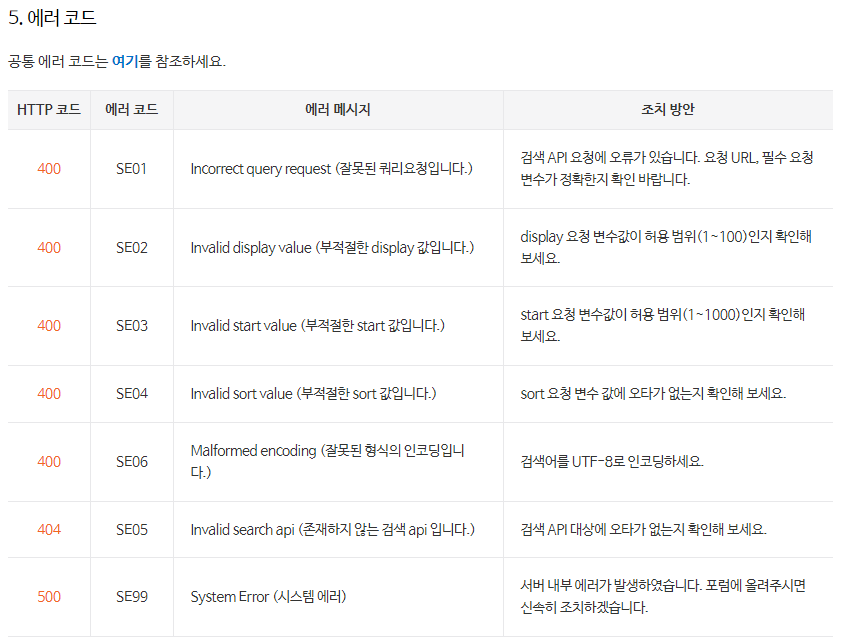 5. 에러 코드
공통 에러 코드는 여기를 참조하세요.
HTTP 코드 에러 코드 에러 메시지 조치 방안
400 SE01 Incorrect query request (잘못된 쿼리요청입니다.) 검색 API 요청에 오류가 있습니다. 요청 URL, 필수 요청
변수가 정확한지 확인 바랍니다.
400 SE02 Invalid display value (부적절한 display 값입니다.) display 요청 변수값이 허용 범위(1~100)인지 확인해
보세요.
400 SE03 Invalid start value (부적절한 start 값입니다.) start 요청 변수값이 허용 범위(1~1000)인지 확인해
보세요.
400 SE04 Invalid sort value (부적절한 sort 값입니다.) sort 요청 변수 값에 오타가 없는지 확인해 보세요.
400 SE06 Malformed encoding (잘못된 형식의 인코딩입니
다.) 검색어를 UTF-8로 인코딩하세요.
404 SE05 Invalid search api (존재하지 않는 검색 api 입니다.) 검색 API 대상에 오타가 없는지 확인해 보세요.
500 SE99 System Error (시스템 에러) 서버 내부 에러가 발생하였습니다. 포럼에 올려주시면
신속히 조치하겠습니다.